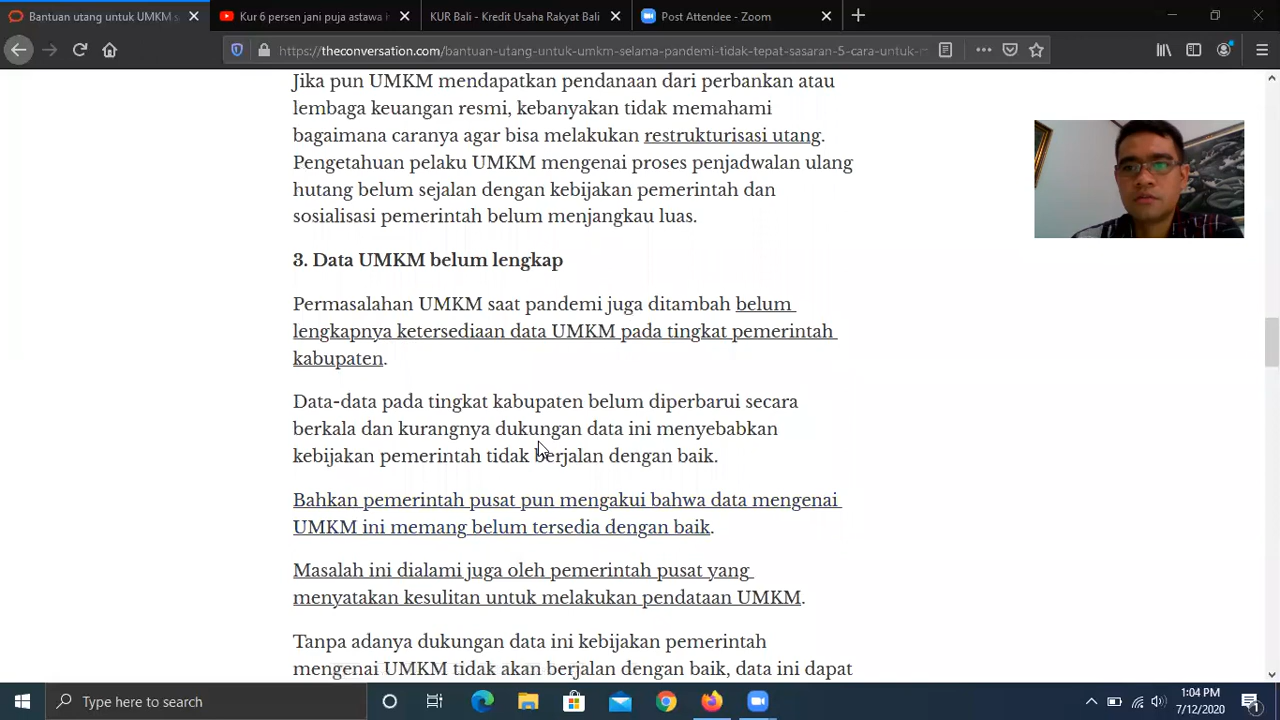 Bantuan utang untuk UMKM s
Kur 6 persen jani puja astawa
KUR Bali - Kredit Usaha Rakyat Bali
Post Attendee - Zoom
https://theconversation.com/bantuan-utang-untuk-umkm-selama-pandemi-tidak-tepat-sasaran-5-cara-untuk-
Jika pun UMKM mendapatkan pendanaan dari perbankan atau
lembaga keuangan resmi, kebanyakan tidak memahami
bagaimana caranya agar bisa melakukan restrukturisasi utang.
Pengetahuan pelaku UMKM mengenai proses penjadwalan ulang
hutang belum sejalan dengan kebijakan pemerintah dan
sosialisasi pemerintah belum menjangkau luas.
3. Data UMKM belum lengkap
Permasalahan UMKM saat pandemi juga ditambah belum
lengkapnya ketersediaan data UMKM pada tingkat pemerintah
kabupaten.
Data-data pada tingkat kabupaten belum diperbarui secara
berkala dan kurangnya dukungan data ini menyebabkan
kebijakan pemerintah tidak berjalan dengan baik.
Bahkan pemerintah pusat pun mengakui bahwa data mengenai
UMKM ini memang belum tersedia dengan baik.
Masalah ini dialami juga oleh pemerintah pusat yang
menyatakan kesulitan untuk melakukan pendataan UMKM.
Tanpa adanya dukungan data ini kebijakan pemerintah
mengenai UMKM tidak akan berjalan dengan baik, data ini dapat
Type here to search
1:04 PM
7/12/2020